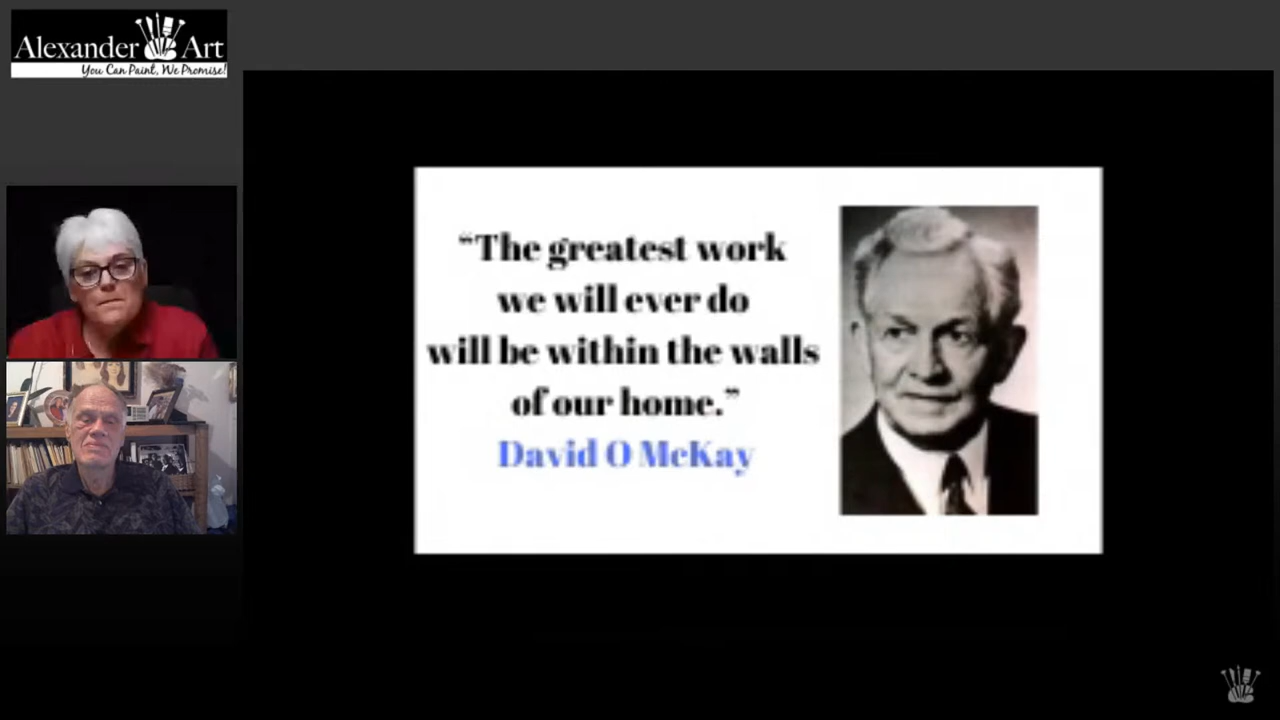 Alexander Art
You Can Paint, We Promise!
“The greatest work
we will ever do
will be within the walls
of our home.”
David O McKay